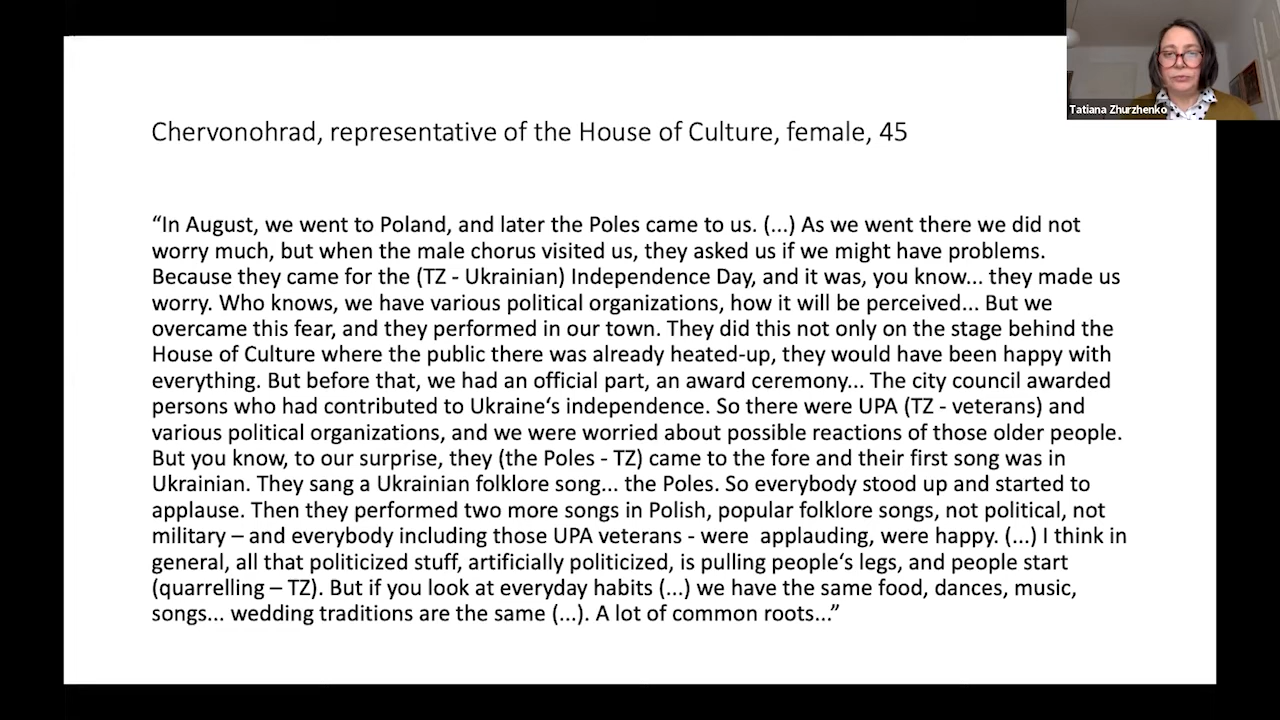 Tatiana Zhurzhenko
Chervonohrad, representative of the House of Culture, female, 45
“In August, we went to Poland, and later the Poles came to us. (...) As we went there we did not
worry much, but when the male chorus visited us, they asked us if we might have problems.
Because they came for the (TZ - Ukrainian) Independence Day, and it was, you know... they made us
worry. Who knows, we have various political organizations, how it will be perceived... But we
overcame this fear, and they performed in our town. They did this not only on the stage behind the
House of Culture where the public there was already heated-up, they would have been happy with
everything. But before that, we had an official part, an award ceremony... The city council awarded
persons who had contributed to Ukraine‘s independence. So there were UPA (TZ - veterans) and
various political organizations, and we were worried about possible reactions of those older people.
But you know, to our surprise, they (the Poles - TZ) came to the fore and their first song was in
Ukrainian. They sang a Ukrainian folklore song... the Poles. So everybody stood up and started to
applause. Then they performed two more songs in Polish, popular folklore songs, not political, not
military – and everybody including those UPA veterans - were  applauding, were happy. (...) I think in
general, all that politicized stuff, artificially politicized, is pulling people‘s legs, and people start
(quarrelling – TZ). But if you look at everyday habits (...) we have the same food, dances, music,
songs... wedding traditions are the same (...). A lot of common roots...”